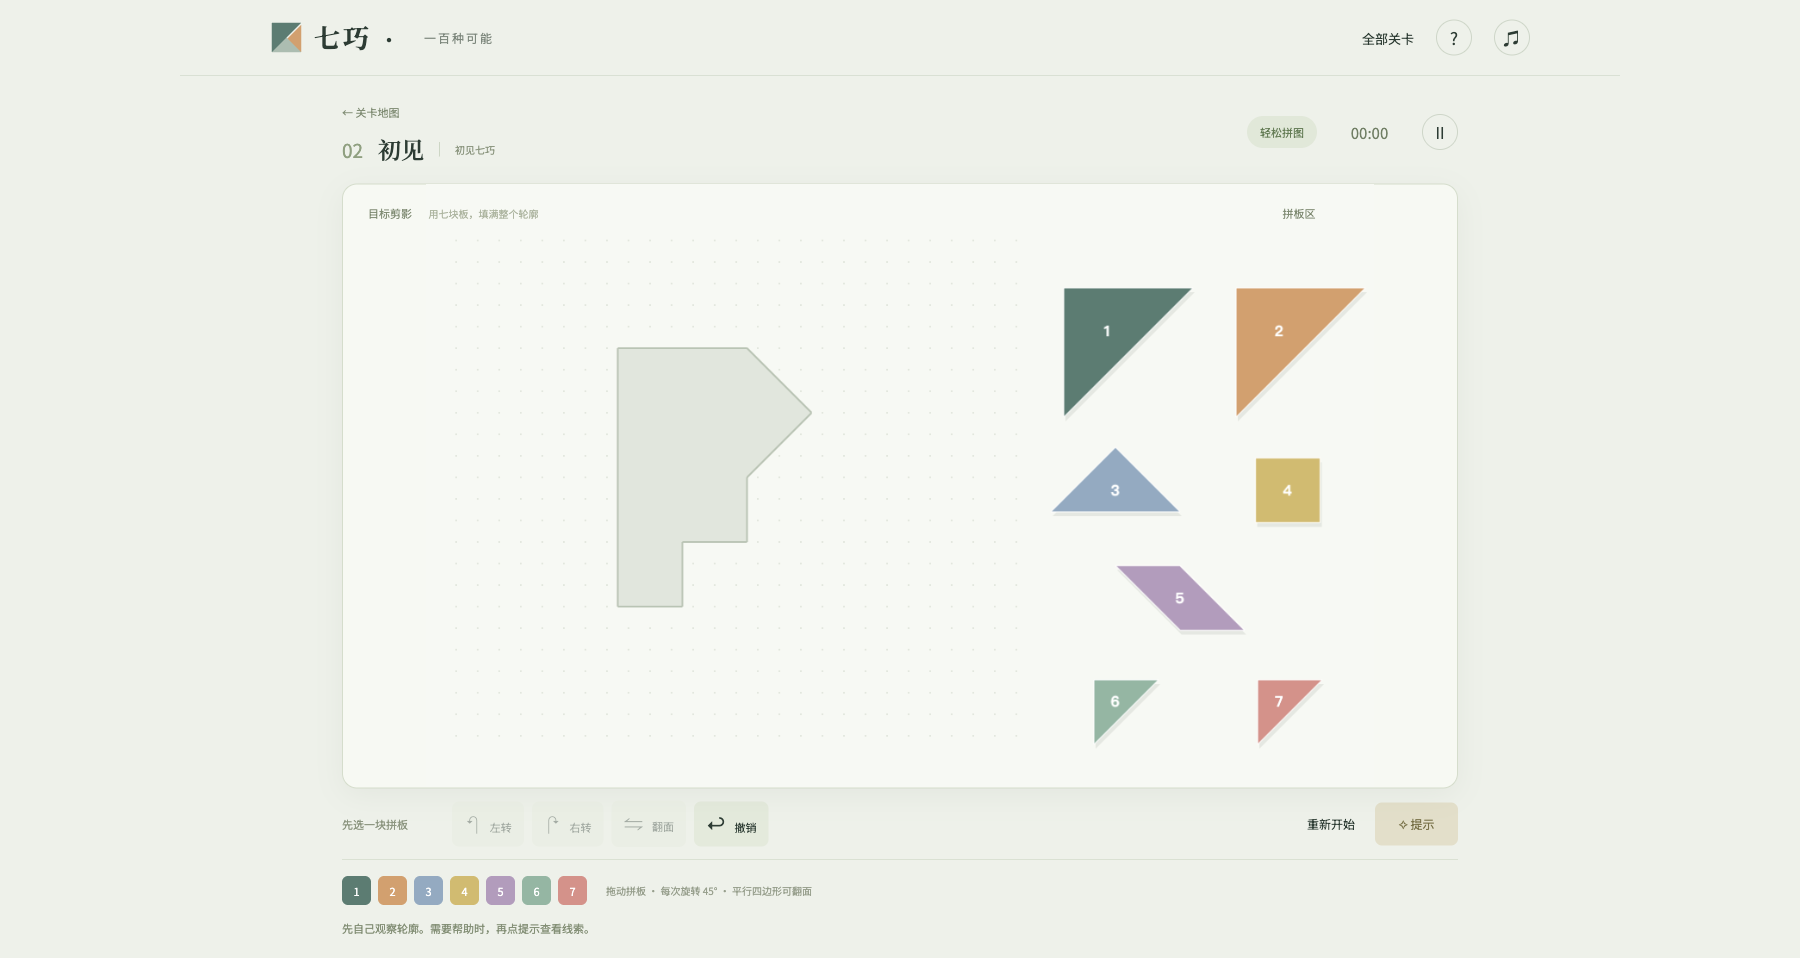 七巧 · 一百种可能
全部关卡 ?
← 关卡地图
02 初见 初见七巧
轻松拼图 00:00
目标剪影 用七块板，填满整个轮廓
拼板区
1 2
3 4
5
6 7
先选一块拼板 左转 右转 翻面 撤销
重新开始 提示
1 2 3 4 5 6 7 拖动拼板 · 每次旋转 45° · 平行四边形可翻面
先自己观察轮廓。需要帮助时，再点提示查看线索。